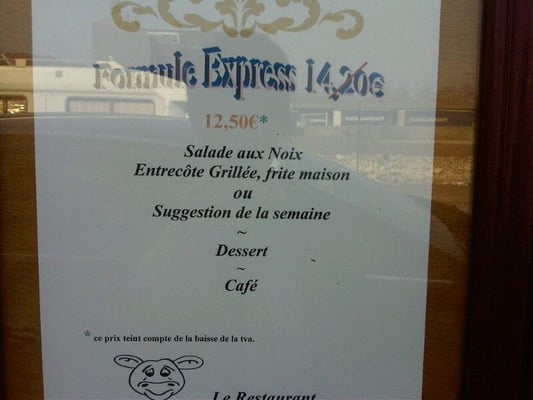 Formule Express 14,20€
12,50€*
Salade aux Noix
Entrecôte Grillée, frite maison
ou
Suggestion de la semaine
~
Dessert
~
Café
* ce prix teint compte de la baisse de la tva.
Le Restaurant